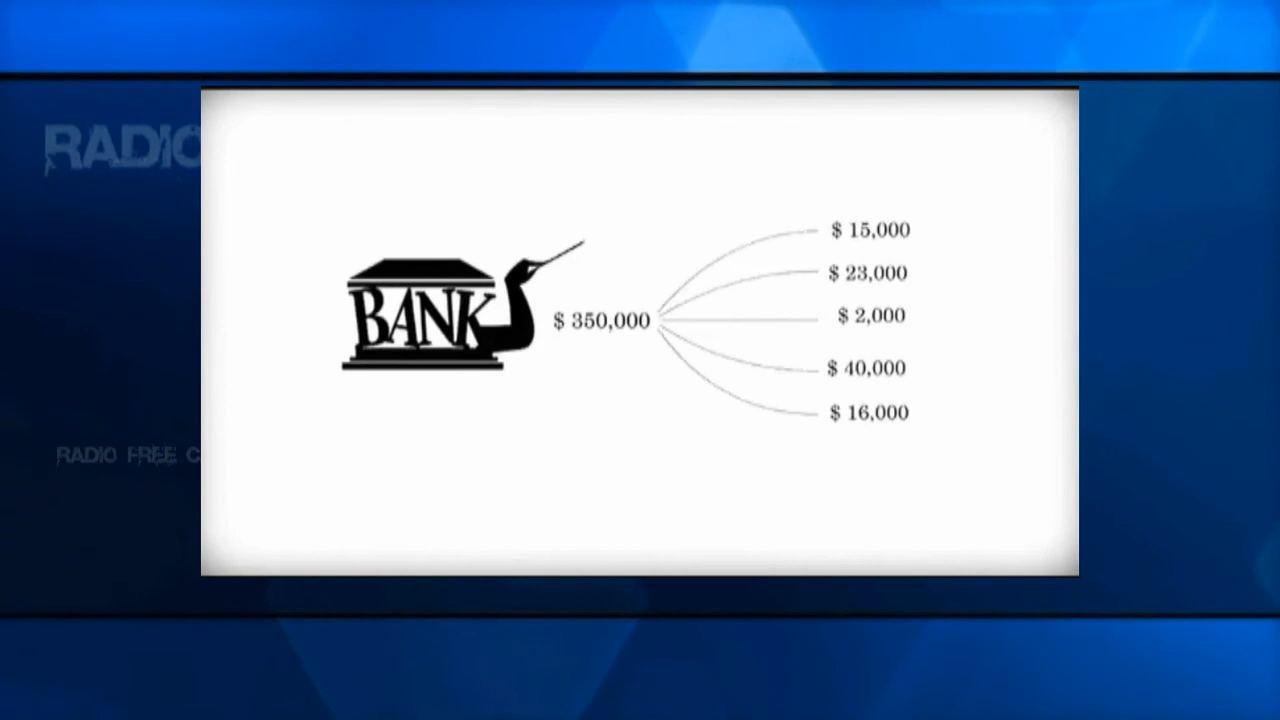 RADIO
BANK
$ 350,000
$ 15,000
$ 23,000
$ 2,000
$ 40,000
$ 16,000
RADIO FREE C